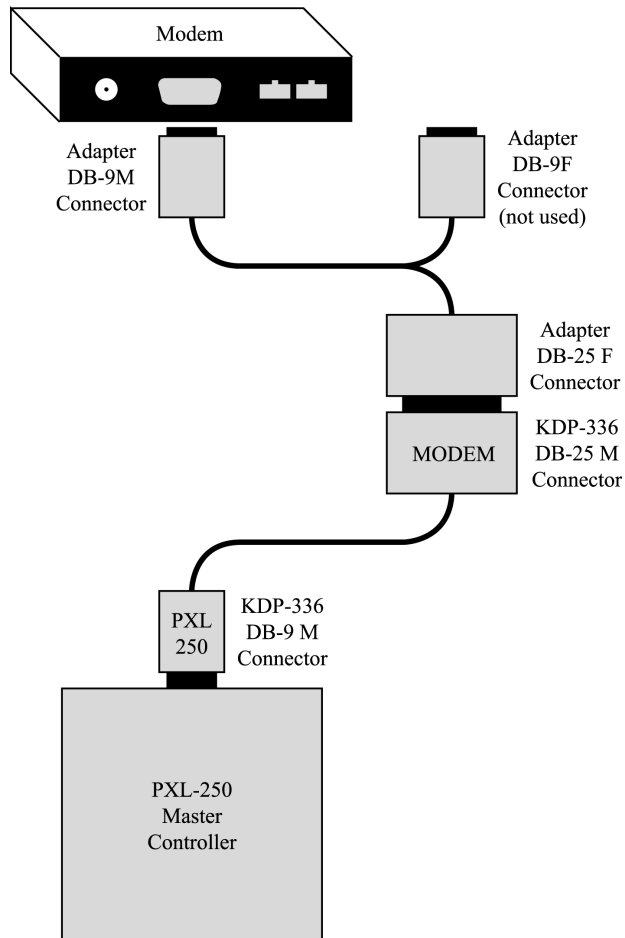 Modem
Adapter
DB-9M
Connector
Adapter
DB-9F
Connector
(not used)
Adapter
DB-25 F
Connector
MODEM
KDP-336
DB-25 M
Connector
PXL
250
KDP-336
DB-9 M
Connector
PXL-250
Master
Controller